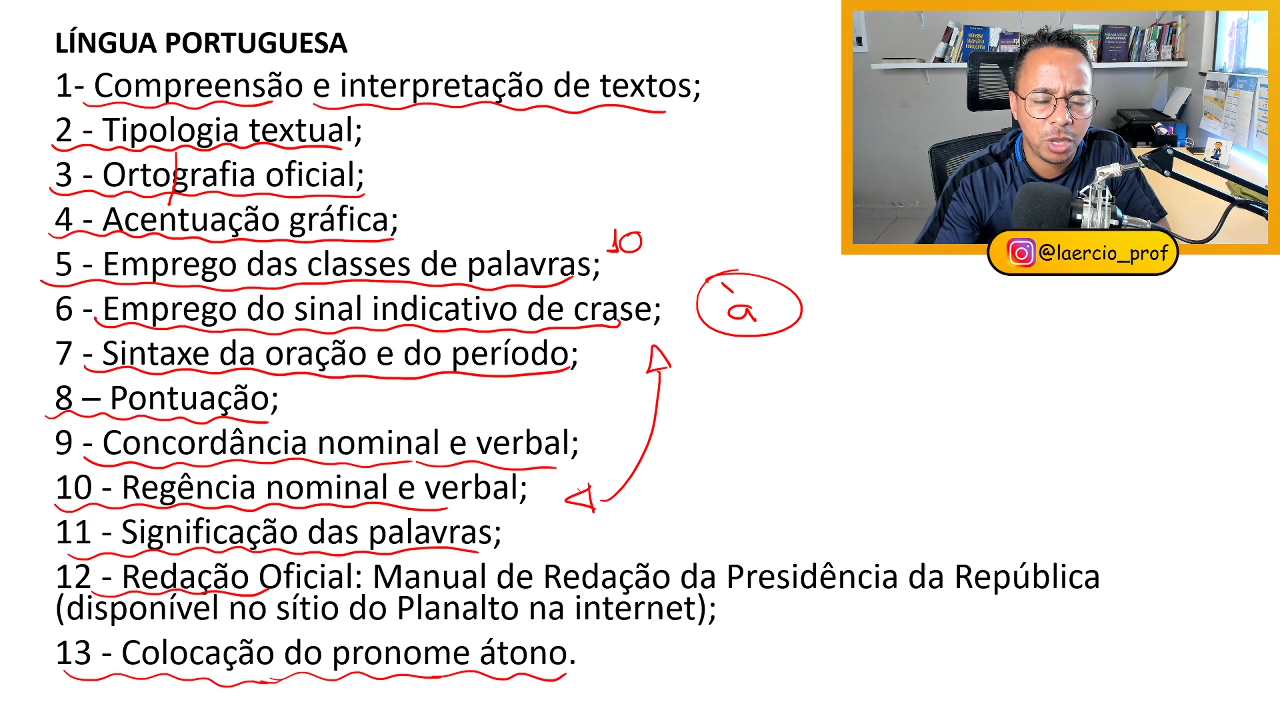 LÍNGUA PORTUGUESA
1- Compreensão e interpretação de textos;
2 - Tipologia textual;
3 - Ortografia oficial;
4 - Acentuação gráfica;
5 - Emprego das classes de palavras; 10
6 - Emprego do sinal indicativo de crase; à
7 - Sintaxe da oração e do período;
8 – Pontuação;
9 - Concordância nominal e verbal;
10 - Regência nominal e verbal;
11 - Significação das palavras;
12 - Redação Oficial: Manual de Redação da Presidência da República
(disponível no sítio do Planalto na internet);
13 - Colocação do pronome átono.
@laercio_prof